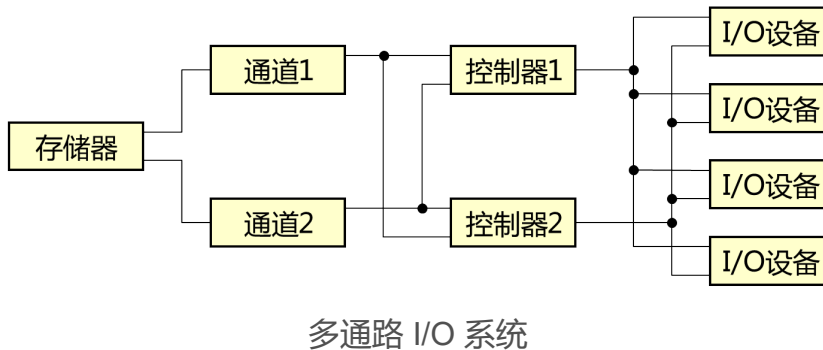 I/O设备
通道1
控制器1
I/O设备
存储器
I/O设备
通道2
控制器2
I/O设备
多通路 I/O 系统